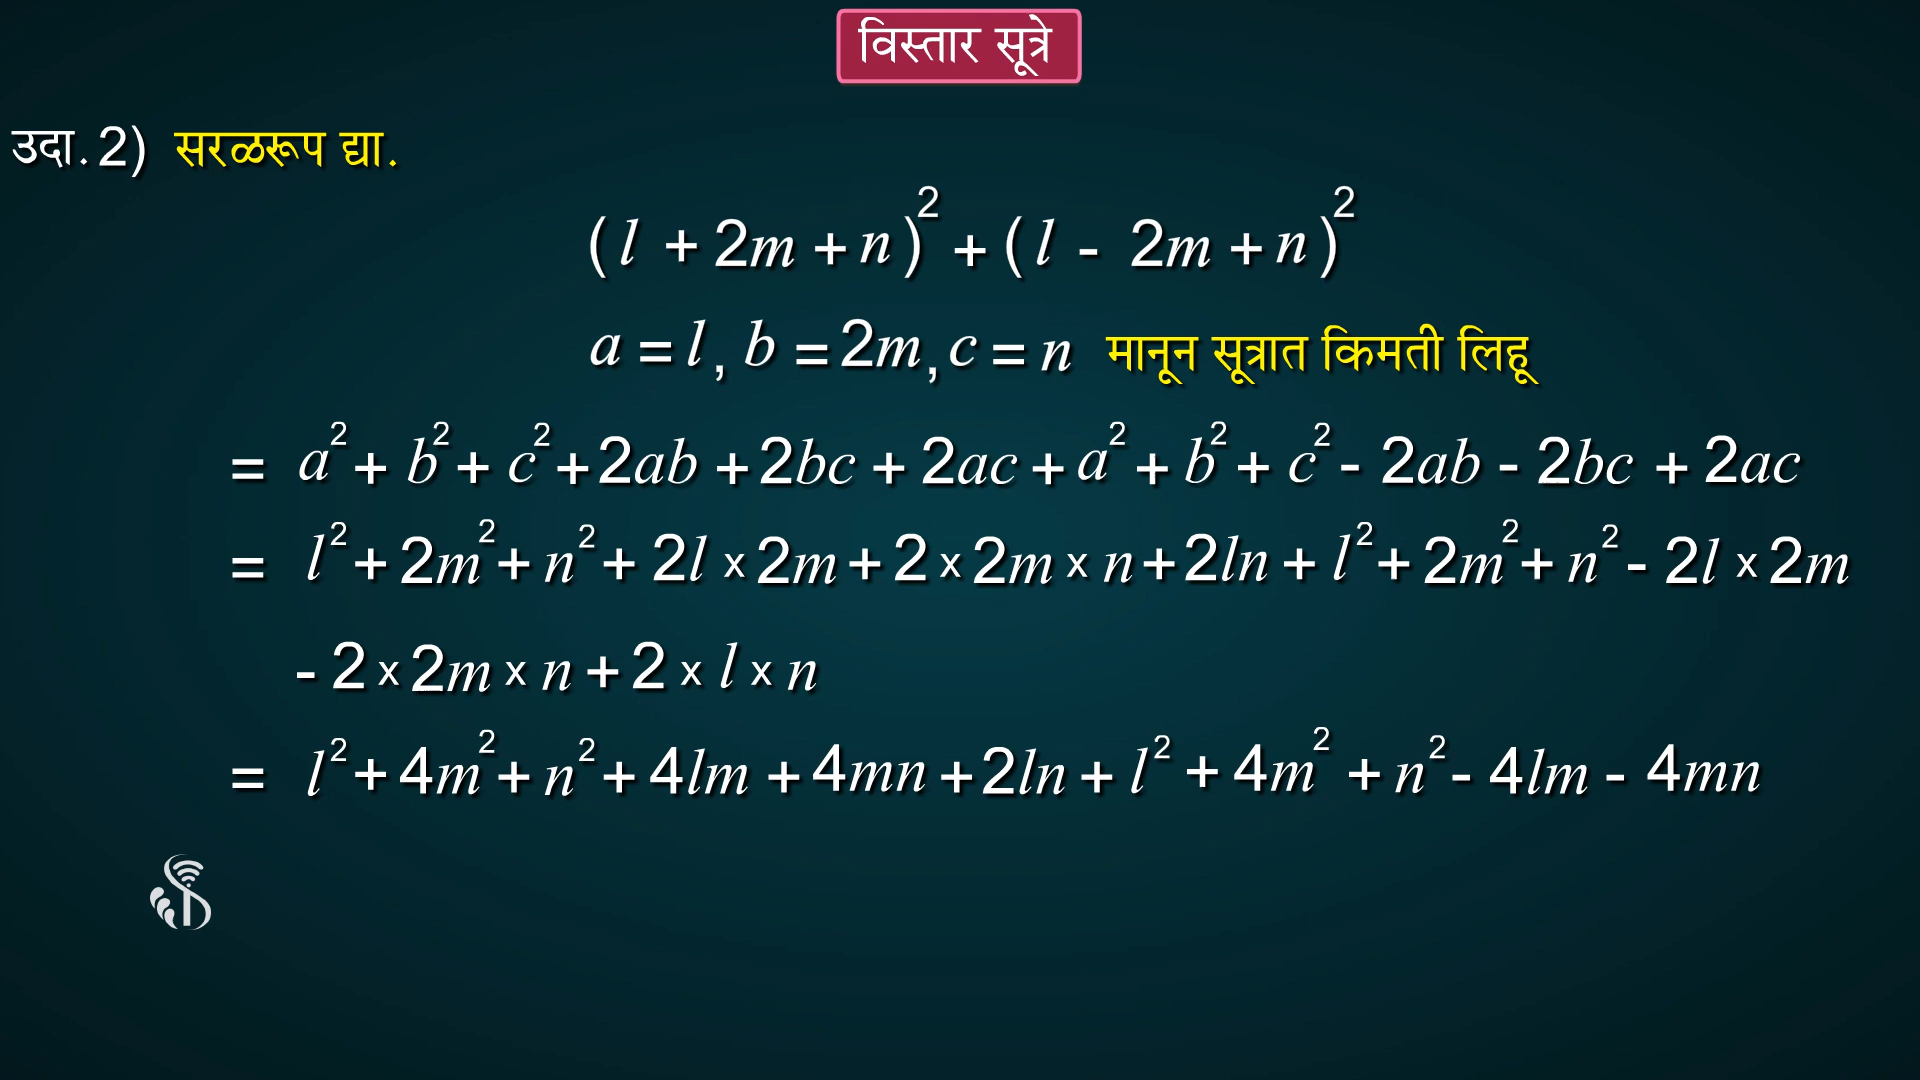 विस्तार सूत्रे
उदा. 2) सरळरूप द्या.
( l + 2m + n )² + ( l - 2m + n )²
a = l , b = 2m , c = n मानून सूत्रात किमती लिहू
= a² + b² + c² + 2ab + 2bc + 2ac + a² + b² + c² - 2ab - 2bc + 2ac
= l² + 2m² + n² + 2l x 2m + 2 x 2m x n + 2ln + l² + 2m² + n² - 2l x 2m
- 2 x 2m x n + 2 x l x n
= l² + 4m² + n² + 4lm + 4mn + 2ln + l² + 4m² + n² - 4lm - 4mn